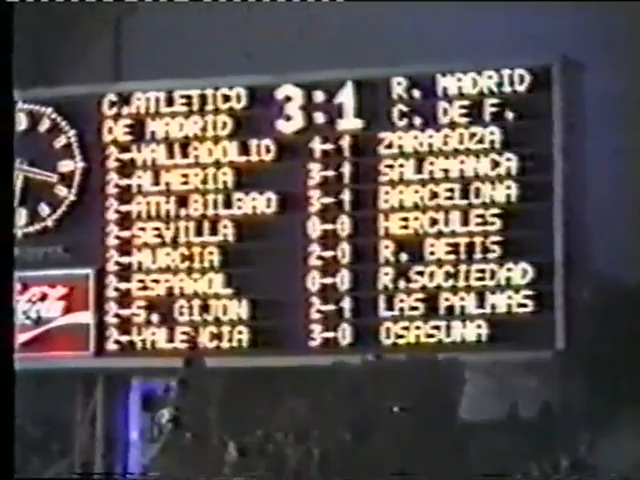 C.ATLETICO 3:1 R. MADRID
DE MADRID C. DE F.
2-VALLADOLID 1-1 ZARAGOZA
2-ALMERIA 3-1 SALAMANCA
2-ATH.BILBAO 3-1 BARCELONA
2-SEVILLA 0-0 HERCULES
2-MURCIA 2-0 R. BETIS
2-ESPAÑOL 0-0 R.SOCIEDAD
2-S. GIJON 2-1 LAS PALMAS
2-VALENCIA 3-0 OSASUNA